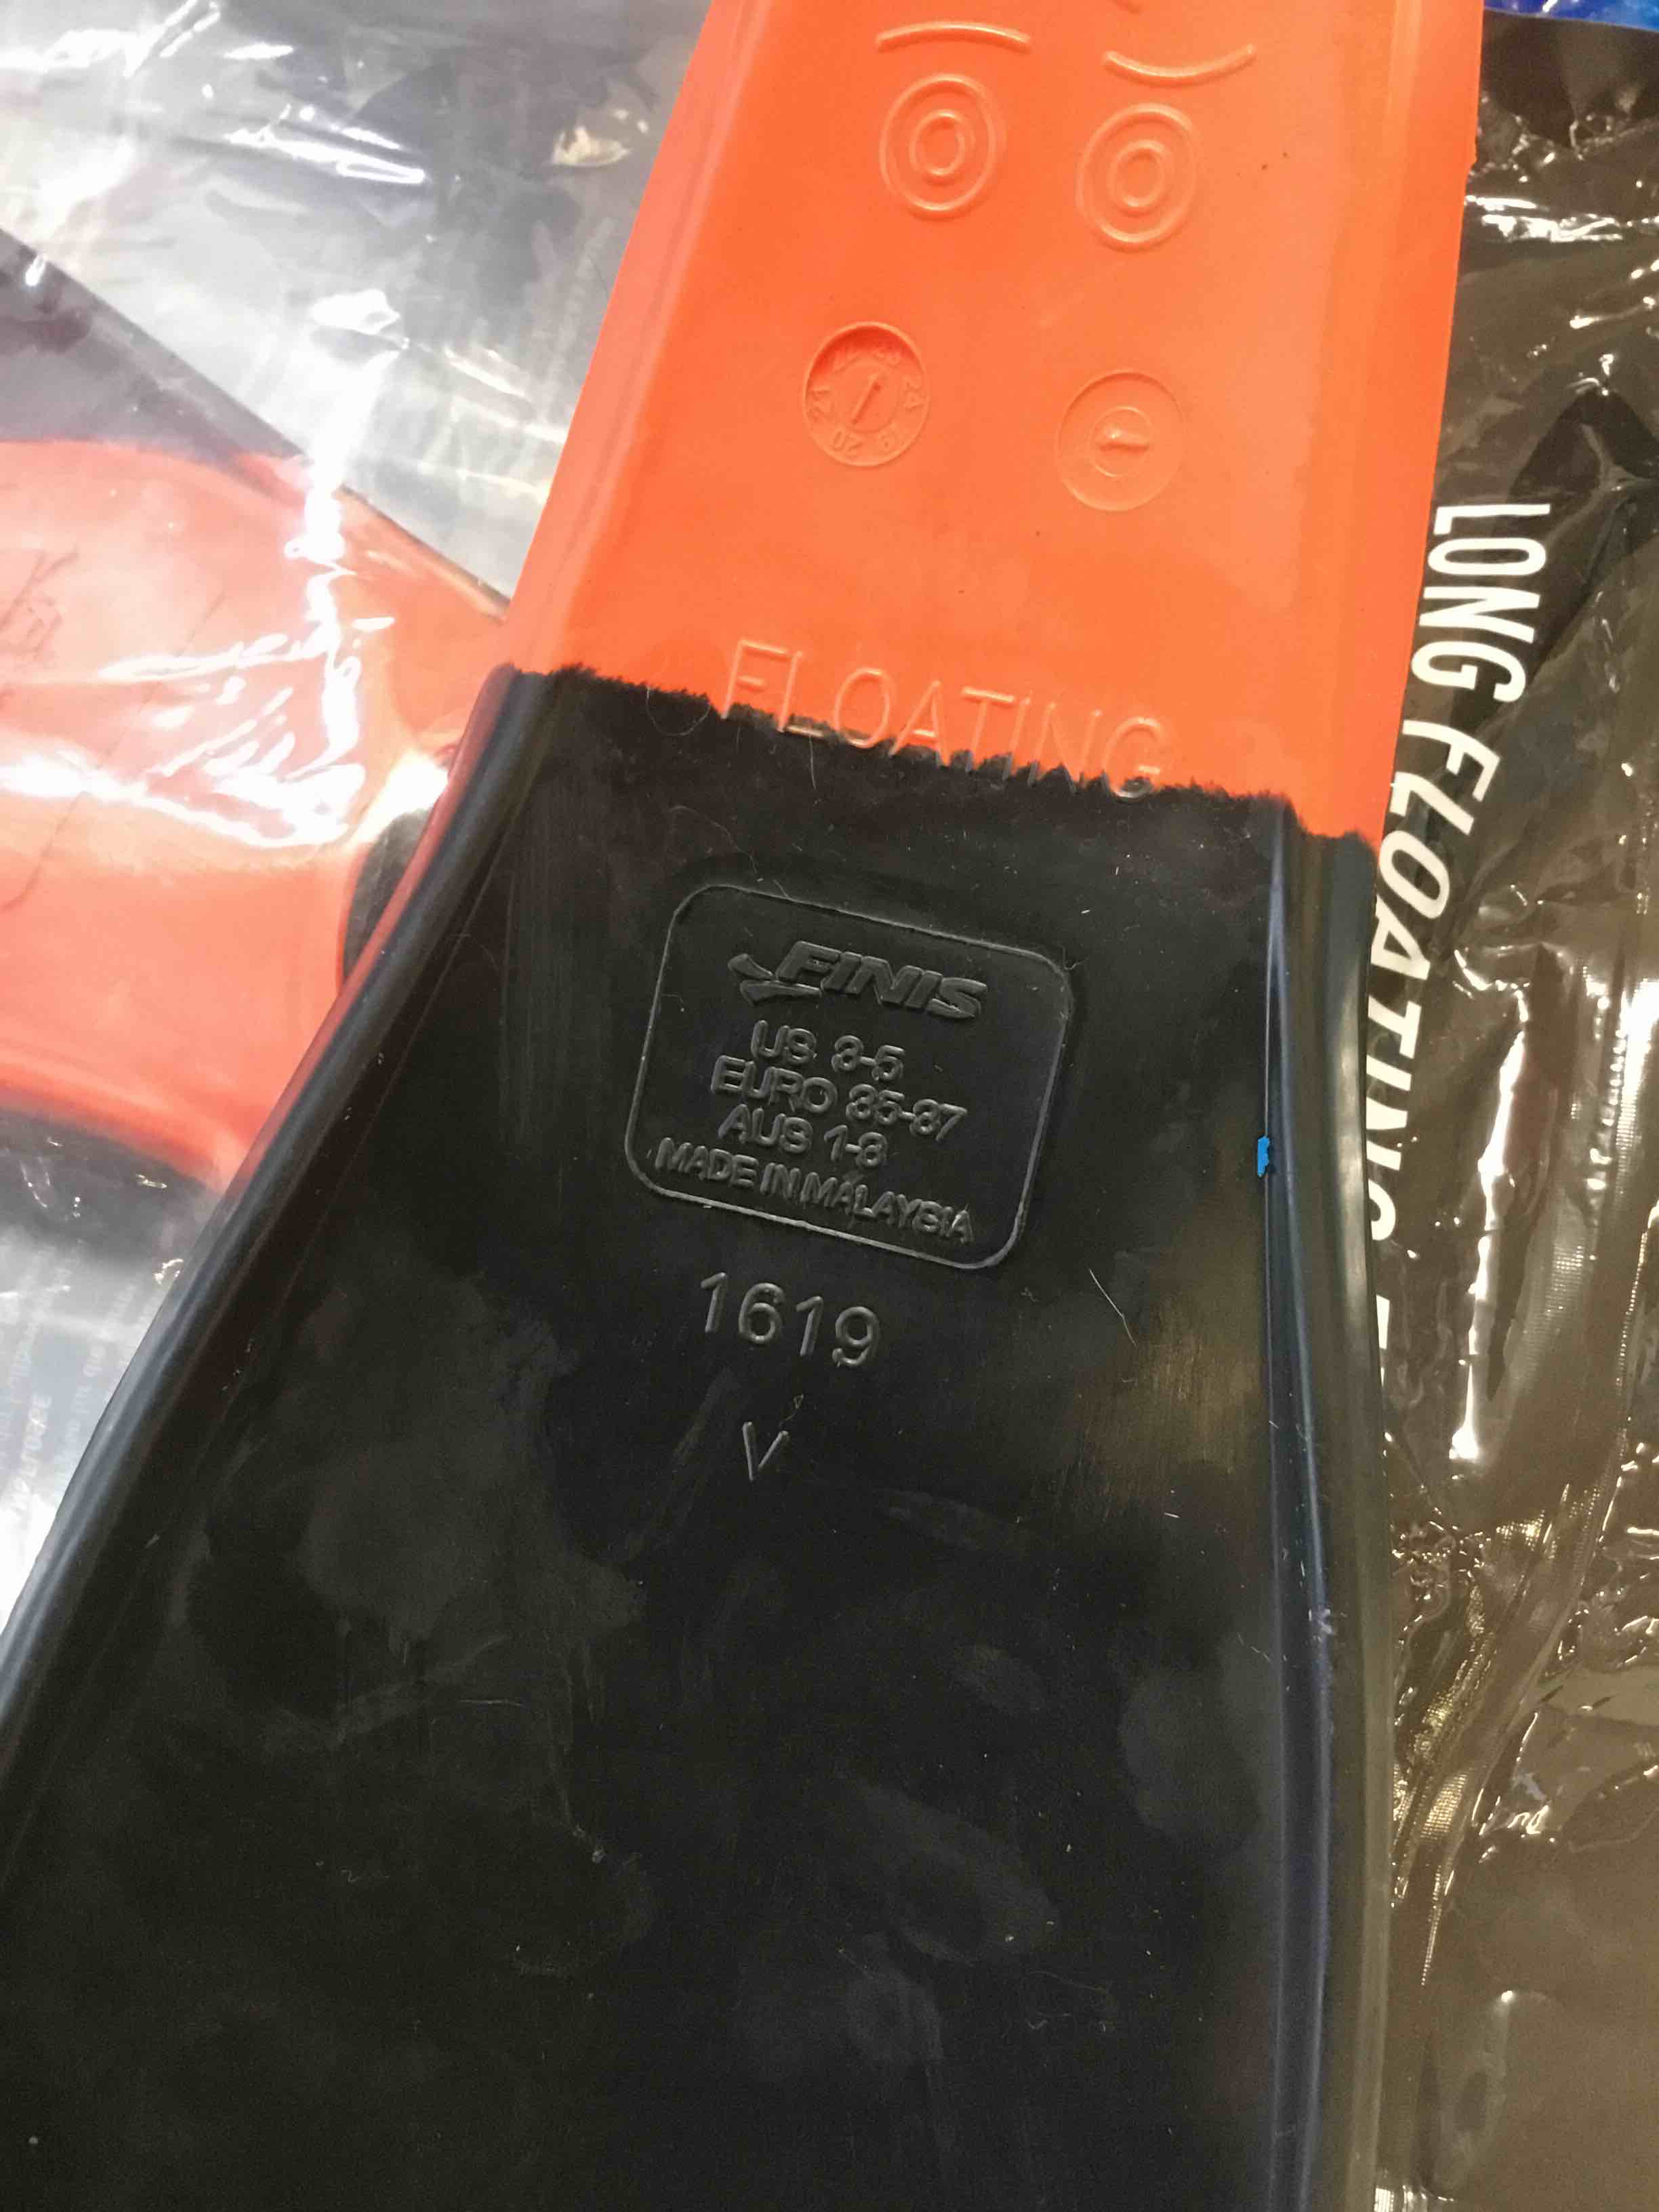 FLOATING
FINIS
US 3-5
EURO 35-37
AUS 1-3
MADE IN MALAYSIA
1619
V
LONG FLOATING